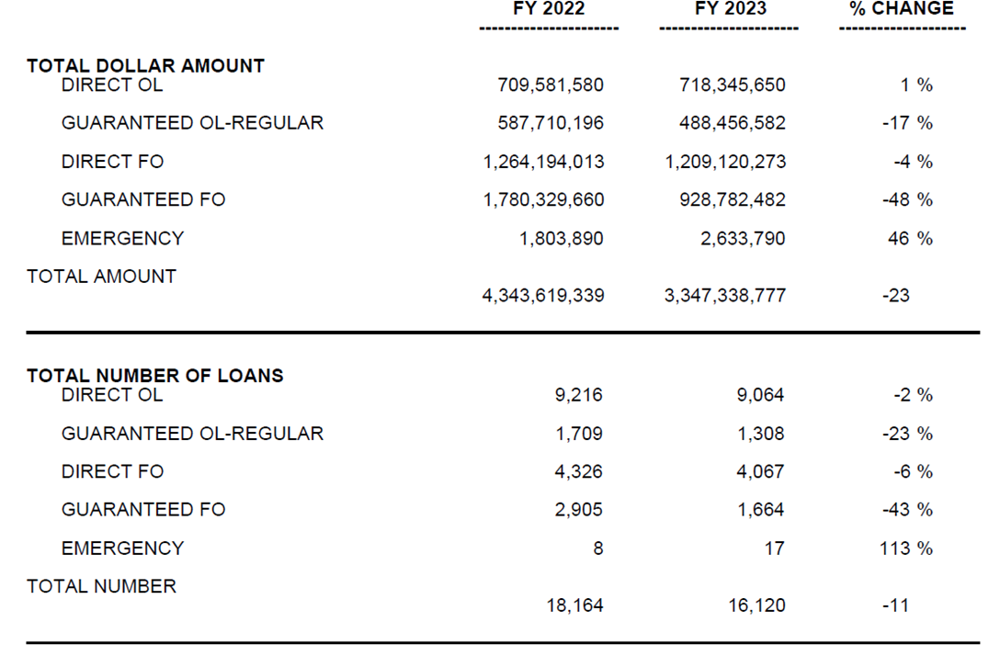 FY 2022 FY 2023 % CHANGE
---------------------- ---------------------- --------------------
TOTAL DOLLAR AMOUNT
DIRECT OL 709,581,580 718,345,650 1 %
GUARANTEED OL-REGULAR 587,710,196 488,456,582 -17 %
DIRECT FO 1,264,194,013 1,209,120,273 -4 %
GUARANTEED FO 1,780,329,660 928,782,482 -48 %
EMERGENCY 1,803,890 2,633,790 46 %
TOTAL AMOUNT
4,343,619,339 3,347,338,777 -23
TOTAL NUMBER OF LOANS
DIRECT OL 9,216 9,064 -2 %
GUARANTEED OL-REGULAR 1,709 1,308 -23 %
DIRECT FO 4,326 4,067 -6 %
GUARANTEED FO 2,905 1,664 -43 %
EMERGENCY 8 17 113 %
TOTAL NUMBER
18,164 16,120 -11